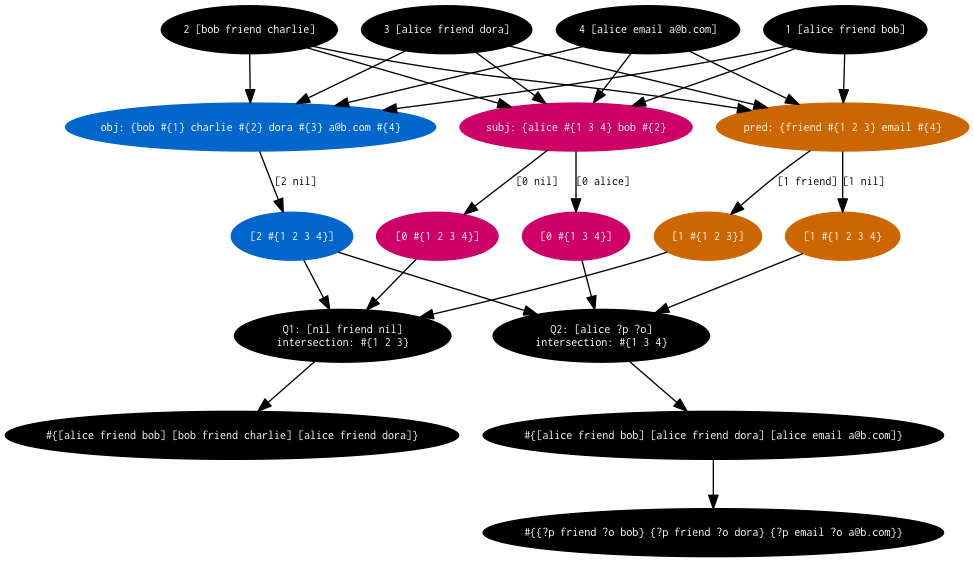 2 [bob friend charlie]
3 [alice friend dora]
4 [alice email a@b.com]
1 [alice friend bob]
obj: {bob #{1} charlie #{2} dora #{3} a@b.com #{4}
subj: {alice #{1 3 4} bob #{2}
pred: {friend #{1 2 3} email #{4}
[2 nil]
[0 nil]
[0 alice]
[1 friend]
[1 nil]
[2 #{1 2 3 4}]
[0 #{1 2 3 4}]
[0 #{1 3 4}]
[1 #{1 2 3}]
[1 #{1 2 3 4}
Q1: [nil friend nil]
intersection: #{1 2 3}
Q2: [alice ?p ?o]
intersection: #{1 3 4}
#{[alice friend bob] [bob friend charlie] [alice friend dora]}
#{[alice friend bob] [alice friend dora] [alice email a@b.com]}
#{{?p friend ?o bob} {?p friend ?o dora} {?p email ?o a@b.com}}